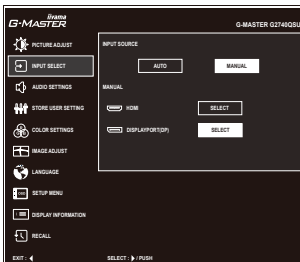 iiyama
G-MASTER
G-MASTER G2740QSU
PICTURE ADJUST
INPUT SELECT
AUDIO SETTINGS
STORE USER SETTING
COLOR SETTINGS
IMAGE ADJUST
LANGUAGE
OSD
SETUP MENU
DISPLAY INFORMATION
RECALL
INPUT SOURCE
AUTO
MANUAL
MANUAL
HDMI
SELECT
DISPLAYPORT(DP)
SELECT
EXIT :
SELECT : / PUSH